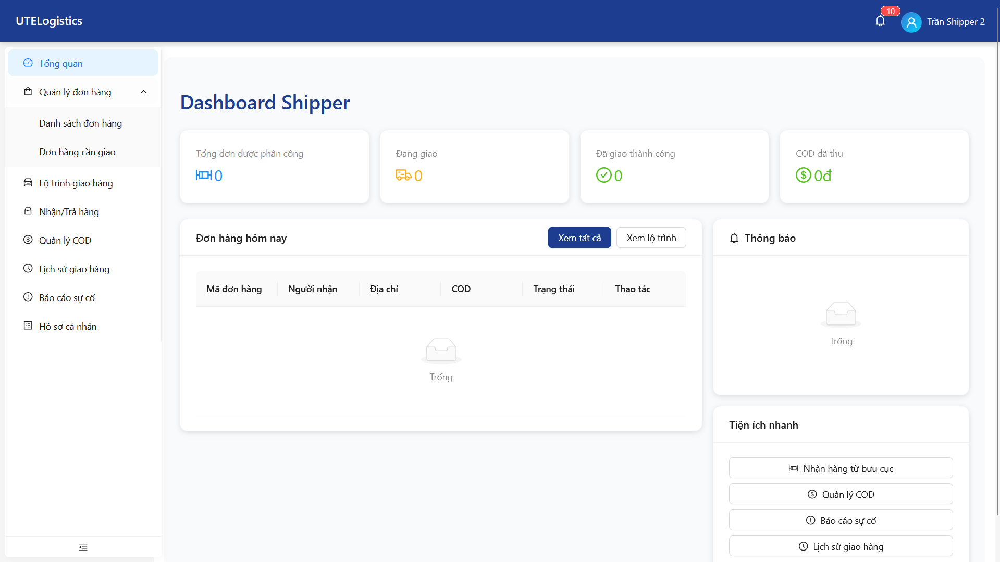 UTELogistics
10
Trần Shipper 2
Tổng quan
Quản lý đơn hàng
Danh sách đơn hàng
Đơn hàng cần giao
Lộ trình giao hàng
Nhận/Trả hàng
Quản lý COD
Lịch sử giao hàng
Báo cáo sự cố
Hồ sơ cá nhân
Dashboard Shipper
Tổng đơn được phân công
0
Đang giao
0
Đã giao thành công
0
COD đã thu
0đ
Đơn hàng hôm nay
Xem tất cả
Xem lộ trình
Mã đơn hàng
Người nhận
Địa chỉ
COD
Trạng thái
Thao tác
Trống
Thông báo
Trống
Tiện ích nhanh
Nhận hàng từ bưu cục
Quản lý COD
Báo cáo sự cố
Lịch sử giao hàng